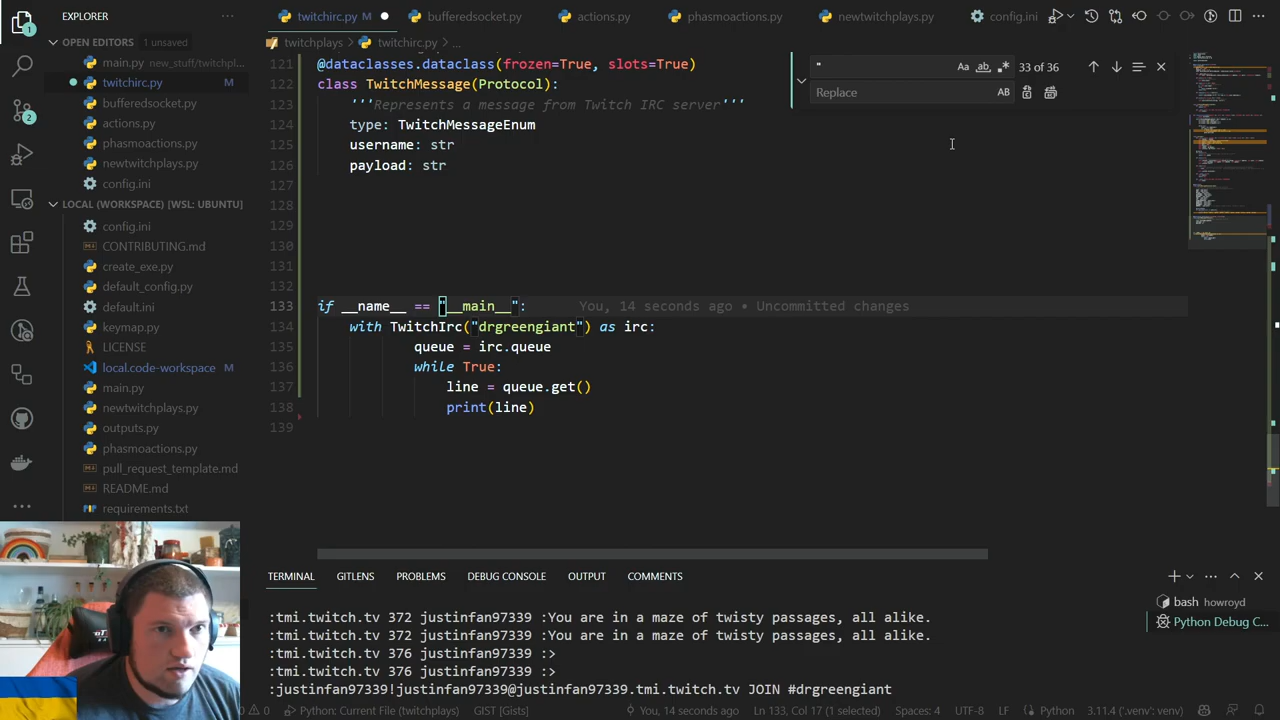 twitchirc.py
bufferedsocket.py
actions.py
phasmoactions.py
newtwitchplays.py
config.ini
EXPLORER
OPEN EDITORS 1 unsaved
main.py new_stuff/twitchpl...
twitchirc.py M
bufferedsocket.py
actions.py
phasmoactions.py
newtwitchplays.py
config.ini
LOCAL (WORKSPACE) [WSL: UBUNTU]
config.ini
CONTRIBUTING.md
create_exe.py
default_config.py
default.ini
keymap.py
LICENSE
local.code-workspace M
main.py
newtwitchplays.py
outputs.py
phasmoactions.py
pull_request_template.md
README.md
requirements.txt
twitchplays > twitchirc.py > ...
" Aa ab .* 33 of 36
Replace AB
121 @dataclasses.dataclass(frozen=True, slots=True)
122 class TwitchMessage(Protocol):
123 '''Represents a message from Twitch IRC server'''
124 type: TwitchMessageEnum
125 username: str
126 payload: str
127
128
129
130
131
133 if __name__ == "__main__": You, 14 seconds ago • Uncommitted changes
134 with TwitchIrc("drgreengiant") as irc:
135 queue = irc.queue
136 while True:
137 line = queue.get()
138 print(line)
139
TERMINAL GITLENS PROBLEMS DEBUG CONSOLE OUTPUT COMMENTS
:tmi.twitch.tv 372 justinfan97339 :You are in a maze of twisty passages, all alike.
:tmi.twitch.tv 372 justinfan97339 :You are in a maze of twisty passages, all alike.
:tmi.twitch.tv 376 justinfan97339 :>
:tmi.twitch.tv 376 justinfan97339 :>
:justinfan97339!justinfan97339@justinfan97339.tmi.twitch.tv JOIN #drgreengiant
bash howroyd
Python Debug C...
0 Python: Current File (twitchplays) GIST [Gists] You, 14 seconds ago Ln 133, Col 17 (1 selected) Spaces: 4 UTF-8 LF Python 3.11.4 ('.venv': venv)